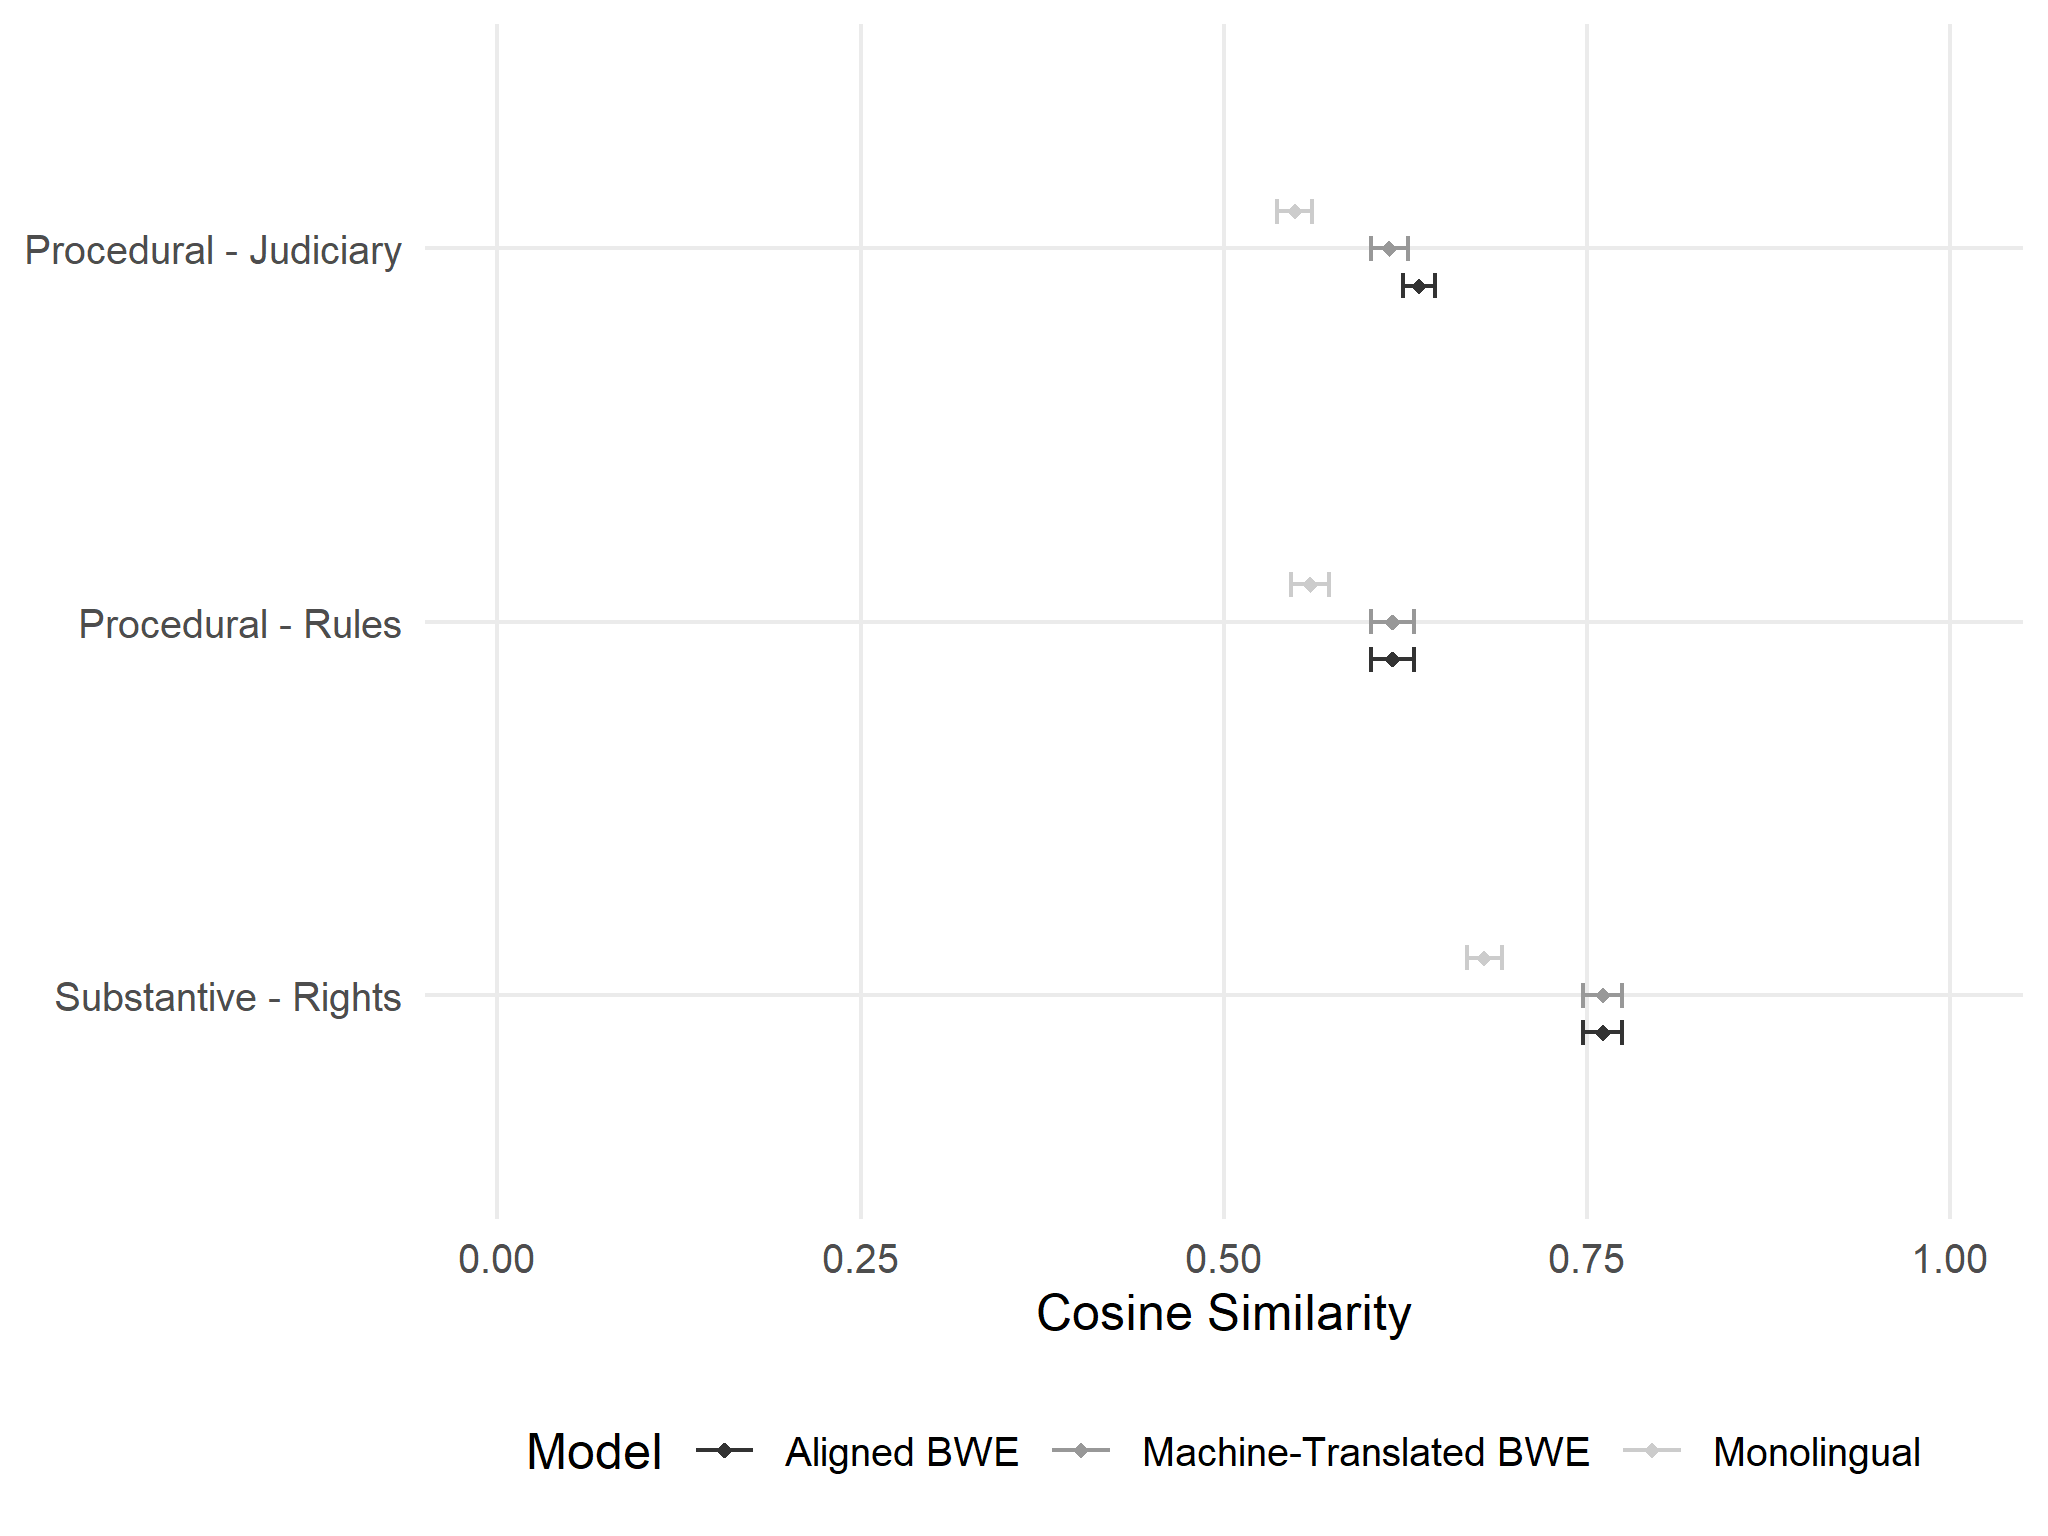 Procedural - Judiciary
Procedural - Rules
Substantive - Rights
0.00 0.25 0.50 0.75 1.00
Cosine Similarity
Model Aligned BWE Machine-Translated BWE Monolingual